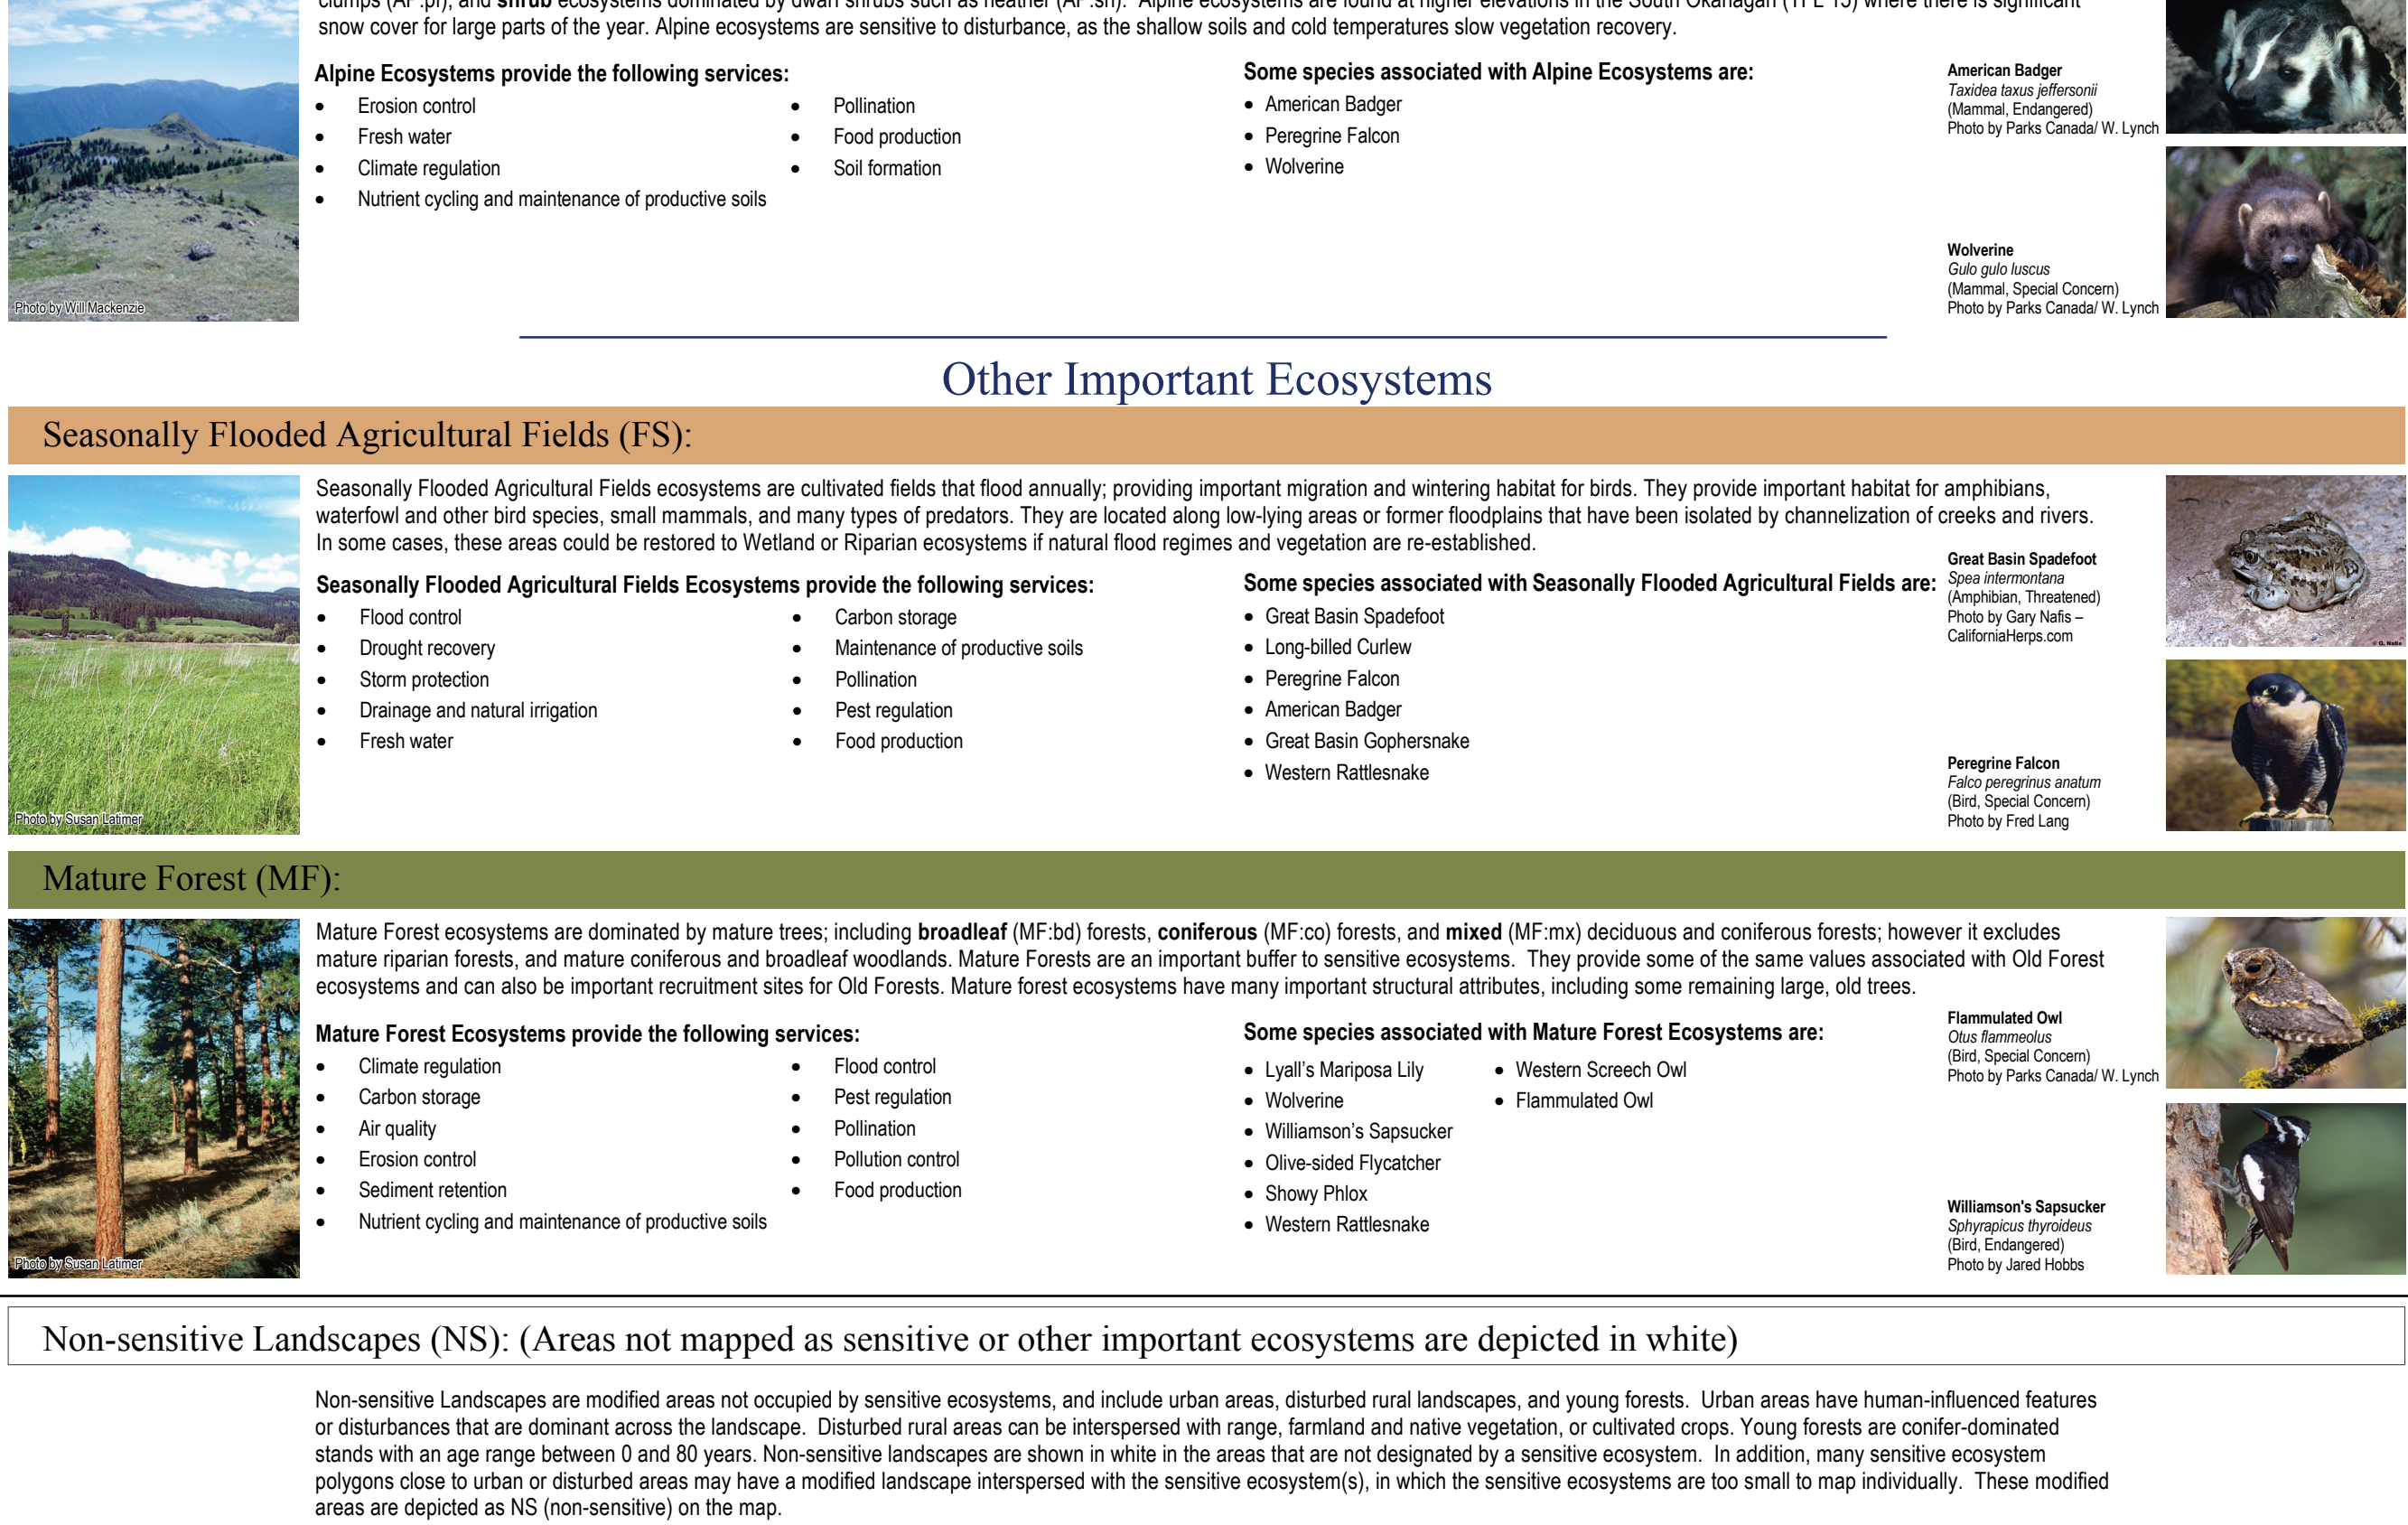 clumps (AP:pf), and shrub ecosystems dominated by dwarf shrubs such as heather (AP:sh). Alpine ecosystems are found at higher elevations in the South Okanagan (TFL 15) where there is significant
snow cover for large parts of the year. Alpine ecosystems are sensitive to disturbance, as the shallow soils and cold temperatures slow vegetation recovery.
Alpine Ecosystems provide the following services:
• Erosion control
• Fresh water
• Climate regulation
• Nutrient cycling and maintenance of productive soils
• Pollination
• Food production
• Soil formation
Some species associated with Alpine Ecosystems are:
• American Badger
• Peregrine Falcon
• Wolverine
American Badger
Taxidea taxus jeffersonii
(Mammal, Endangered)
Photo by Parks Canada/ W. Lynch
Wolverine
Gulo gulo luscus
(Mammal, Special Concern)
Photo by Parks Canada/ W. Lynch
Photo by Will Mackenzie
Other Important Ecosystems
Seasonally Flooded Agricultural Fields (FS):
Seasonally Flooded Agricultural Fields ecosystems are cultivated fields that flood annually; providing important migration and wintering habitat for birds. They provide important habitat for amphibians,
waterfowl and other bird species, small mammals, and many types of predators. They are located along low-lying areas or former floodplains that have been isolated by channelization of creeks and rivers.
In some cases, these areas could be restored to Wetland or Riparian ecosystems if natural flood regimes and vegetation are re-established.
Seasonally Flooded Agricultural Fields Ecosystems provide the following services:
• Flood control
• Drought recovery
• Storm protection
• Drainage and natural irrigation
• Fresh water
• Carbon storage
• Maintenance of productive soils
• Pollination
• Pest regulation
• Food production
Some species associated with Seasonally Flooded Agricultural Fields are:
• Great Basin Spadefoot
• Long-billed Curlew
• Peregrine Falcon
• American Badger
• Great Basin Gophersnake
• Western Rattlesnake
Great Basin Spadefoot
Spea intermontana
(Amphibian, Threatened)
Photo by Gary Nafis –
CaliforniaHerps.com
© G. Nafis
Peregrine Falcon
Falco peregrinus anatum
(Bird, Special Concern)
Photo by Fred Lang
Photo by Susan Latimer
Mature Forest (MF):
Mature Forest ecosystems are dominated by mature trees; including broadleaf (MF:bd) forests, coniferous (MF:co) forests, and mixed (MF:mx) deciduous and coniferous forests; however it excludes
mature riparian forests, and mature coniferous and broadleaf woodlands. Mature Forests are an important buffer to sensitive ecosystems. They provide some of the same values associated with Old Forest
ecosystems and can also be important recruitment sites for Old Forests. Mature forest ecosystems have many important structural attributes, including some remaining large, old trees.
Mature Forest Ecosystems provide the following services:
• Climate regulation
• Carbon storage
• Air quality
• Erosion control
• Sediment retention
• Nutrient cycling and maintenance of productive soils
• Flood control
• Pest regulation
• Pollination
• Pollution control
• Food production
Some species associated with Mature Forest Ecosystems are:
• Lyall's Mariposa Lily
• Wolverine
• Williamson's Sapsucker
• Olive-sided Flycatcher
• Showy Phlox
• Western Rattlesnake
• Western Screech Owl
• Flammulated Owl
Flammulated Owl
Otus flammeolus
(Bird, Special Concern)
Photo by Parks Canada/ W. Lynch
Williamson's Sapsucker
Sphyrapicus thyroideus
(Bird, Endangered)
Photo by Jared Hobbs
Photo by Susan Latimer
Non-sensitive Landscapes (NS): (Areas not mapped as sensitive or other important ecosystems are depicted in white)
Non-sensitive Landscapes are modified areas not occupied by sensitive ecosystems, and include urban areas, disturbed rural landscapes, and young forests. Urban areas have human-influenced features
or disturbances that are dominant across the landscape. Disturbed rural areas can be interspersed with range, farmland and native vegetation, or cultivated crops. Young forests are conifer-dominated
stands with an age range between 0 and 80 years. Non-sensitive landscapes are shown in white in the areas that are not designated by a sensitive ecosystem. In addition, many sensitive ecosystem
polygons close to urban or disturbed areas may have a modified landscape interspersed with the sensitive ecosystem(s), in which the sensitive ecosystems are too small to map individually. These modified
areas are depicted as NS (non-sensitive) on the map.